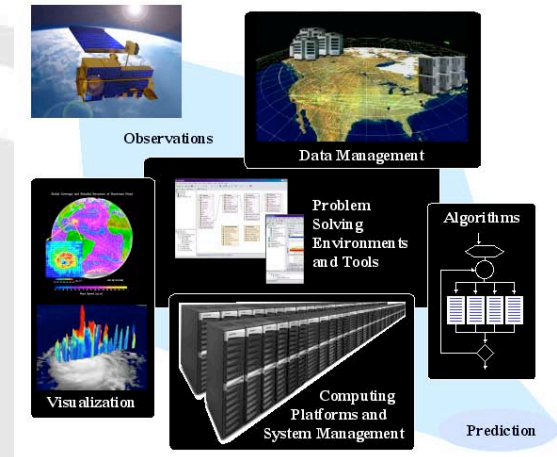 Observations
Data Management
Problem
Solving
Environments
and Tools
Algorithms
Visualization
Computing
Platforms and
System Management
Prediction